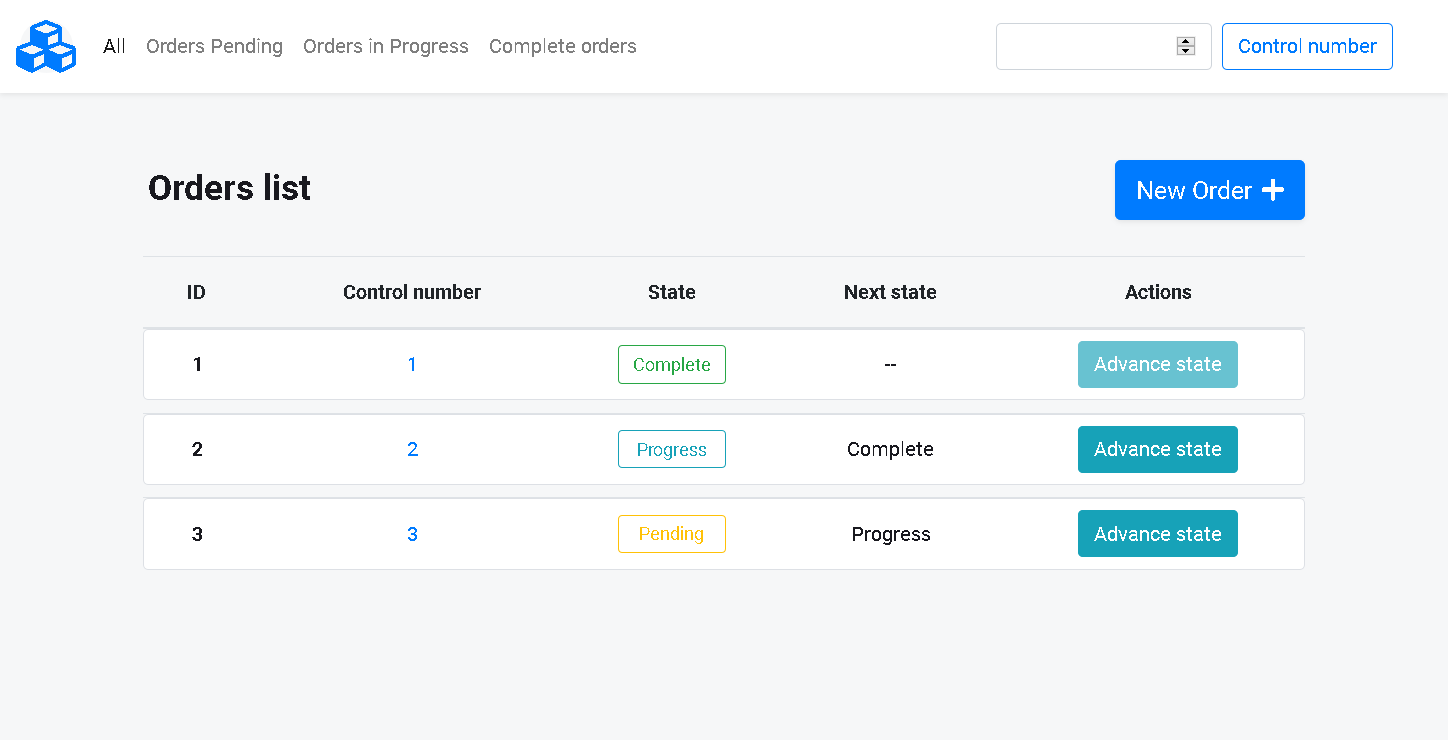 All Orders Pending Orders in Progress Complete orders Control number
Orders list New Order
ID Control number State Next state Actions
1 1 Complete -- Advance state
2 2 Progress Complete Advance state
3 3 Pending Progress Advance state